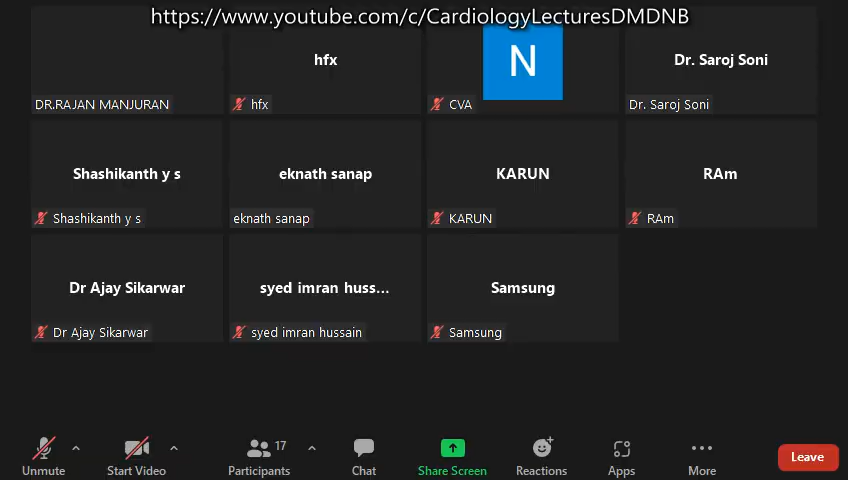 https://www.youtube.com/c/CardiologyLecturesDMDNB
hfx
N
Dr. Saroj Soni
DR.RAJAN MANJURAN
hfx
CVA
Dr. Saroj Soni
Shashikanth y s
eknath sanap
KARUN
RAm
Shashikanth y s
eknath sanap
KARUN
RAm
Dr Ajay Sikarwar
syed imran huss...
Samsung
Dr Ajay Sikarwar
syed imran hussain
Samsung
17
Unmute
Start Video
Participants
Chat
Share Screen
Reactions
Apps
More
Leave